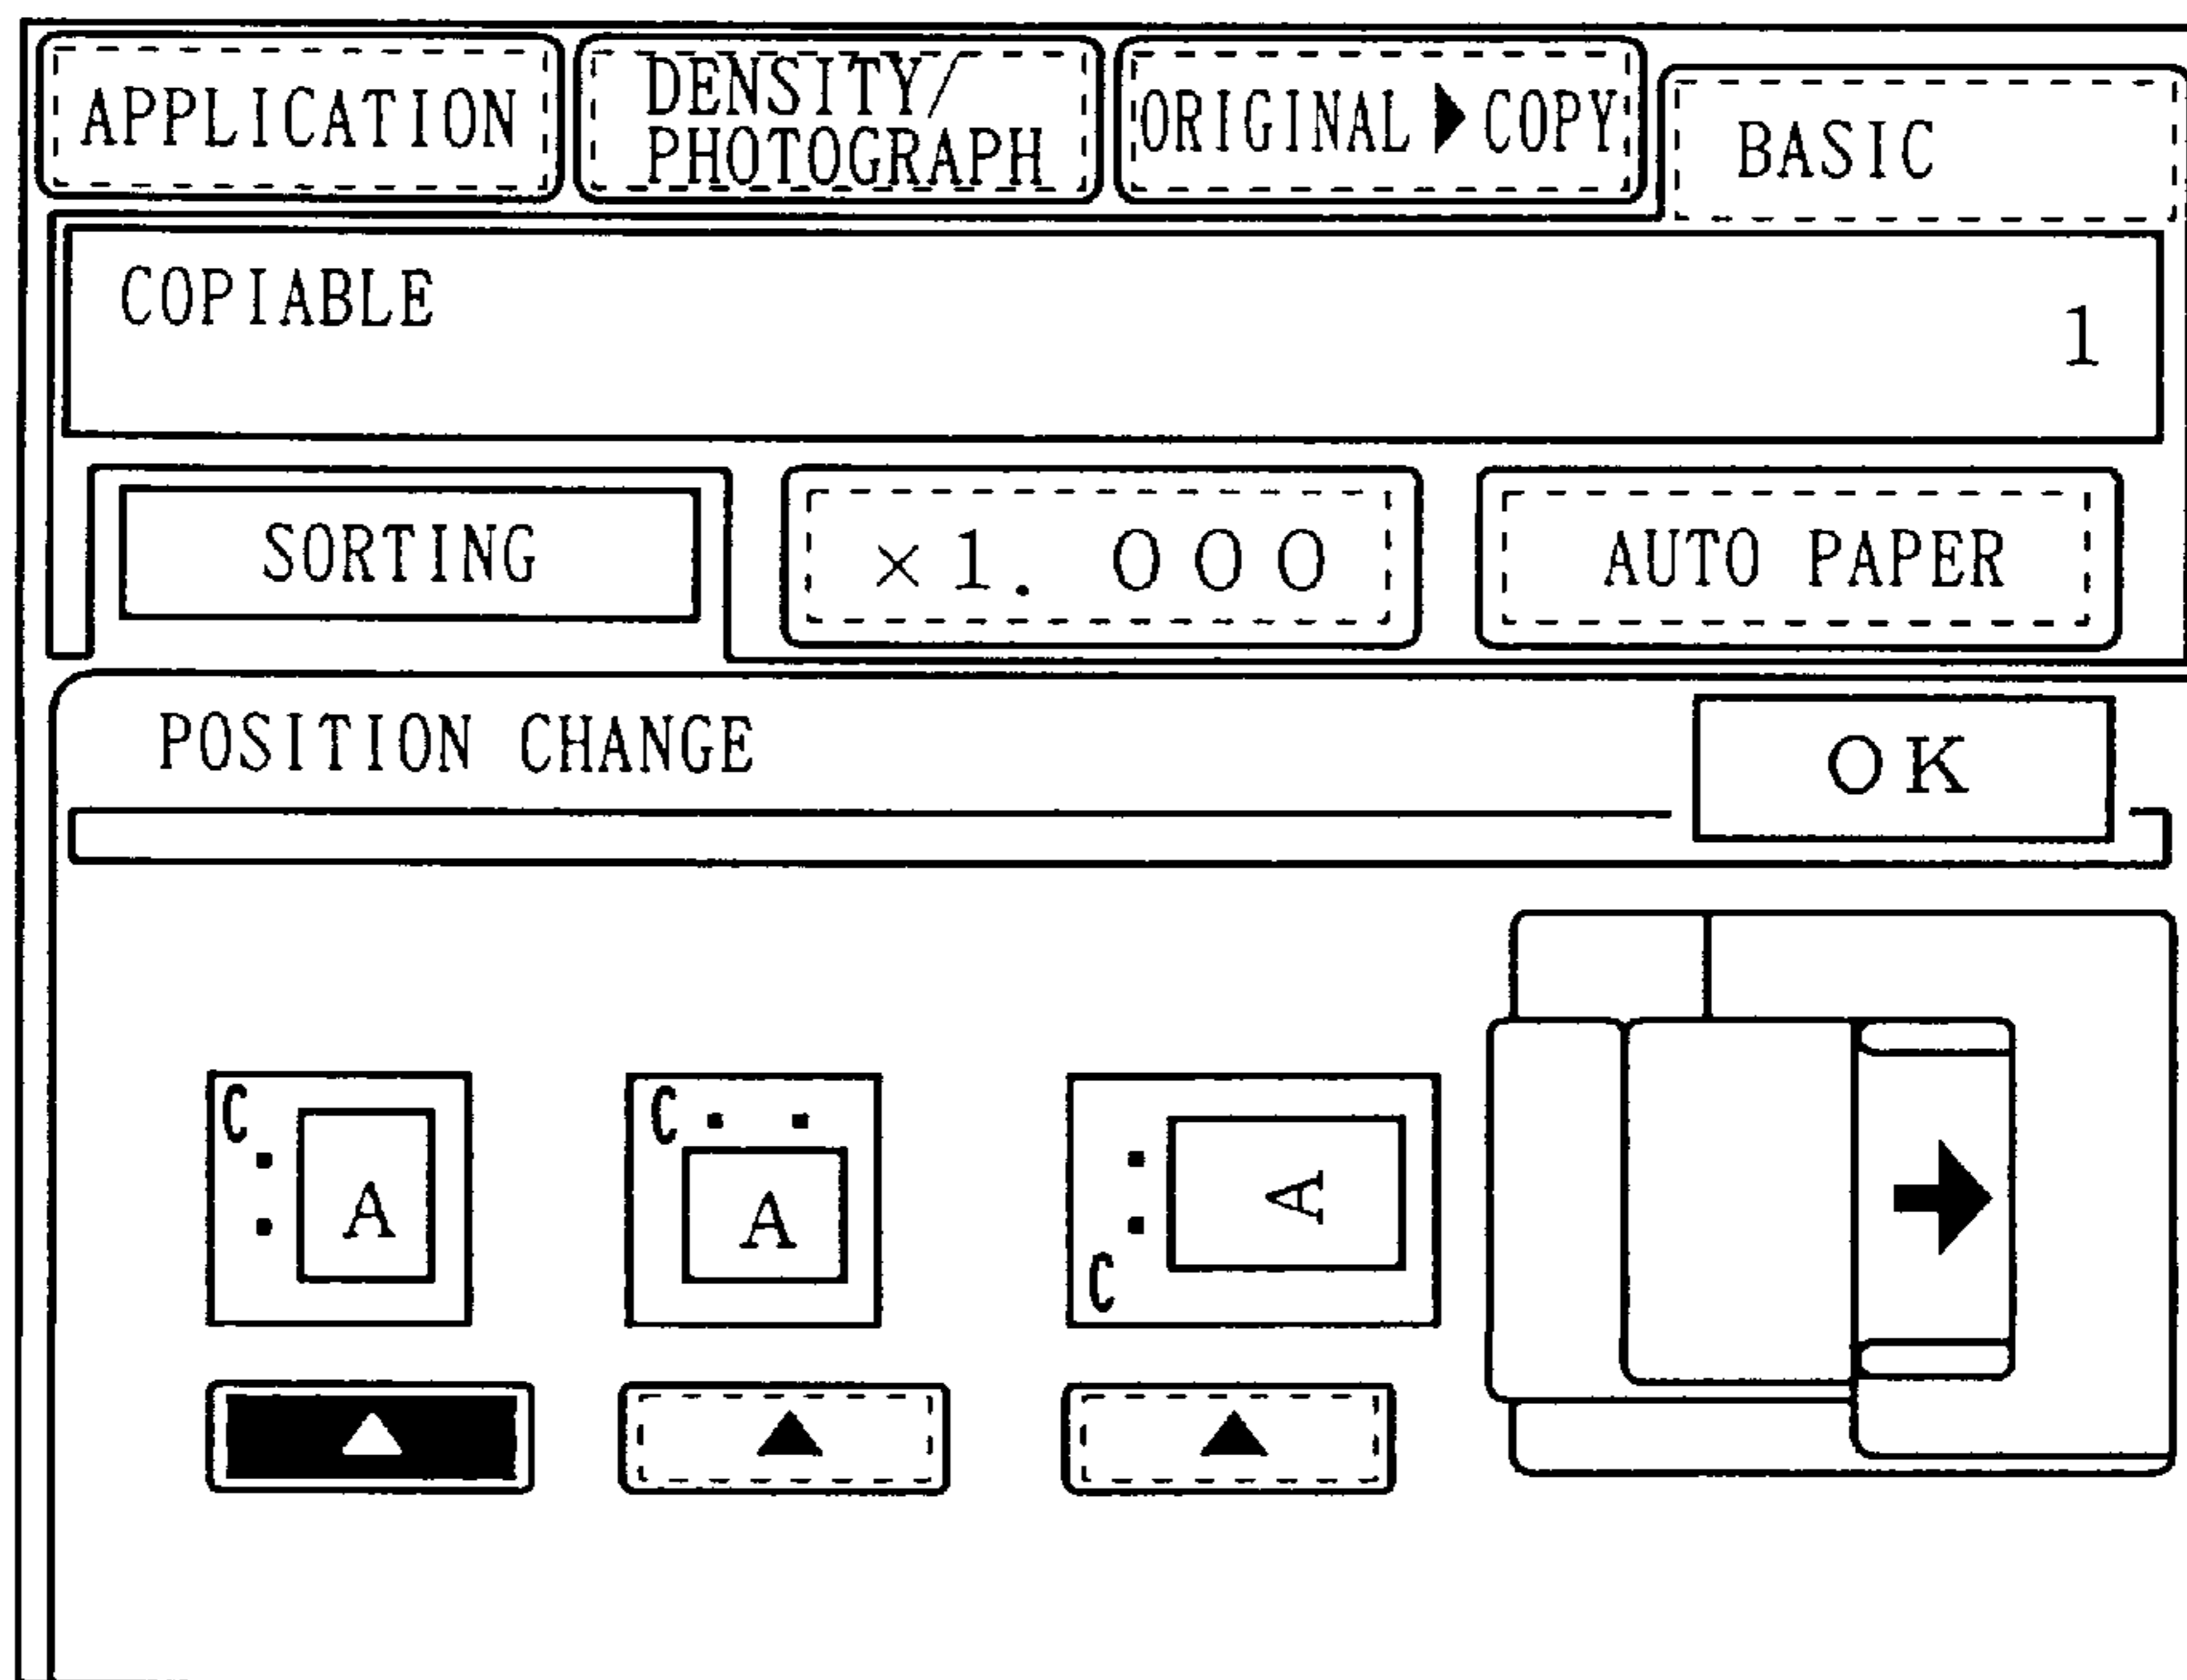 APPLICATION
DENSITY/
PHOTOGRAPH
ORIGINAL ▶ COPY
BASIC
COPIABLE
1
SORTING
×1. 000
AUTO PAPER
POSITION CHANGE
OK
C
A
C
A
A
C